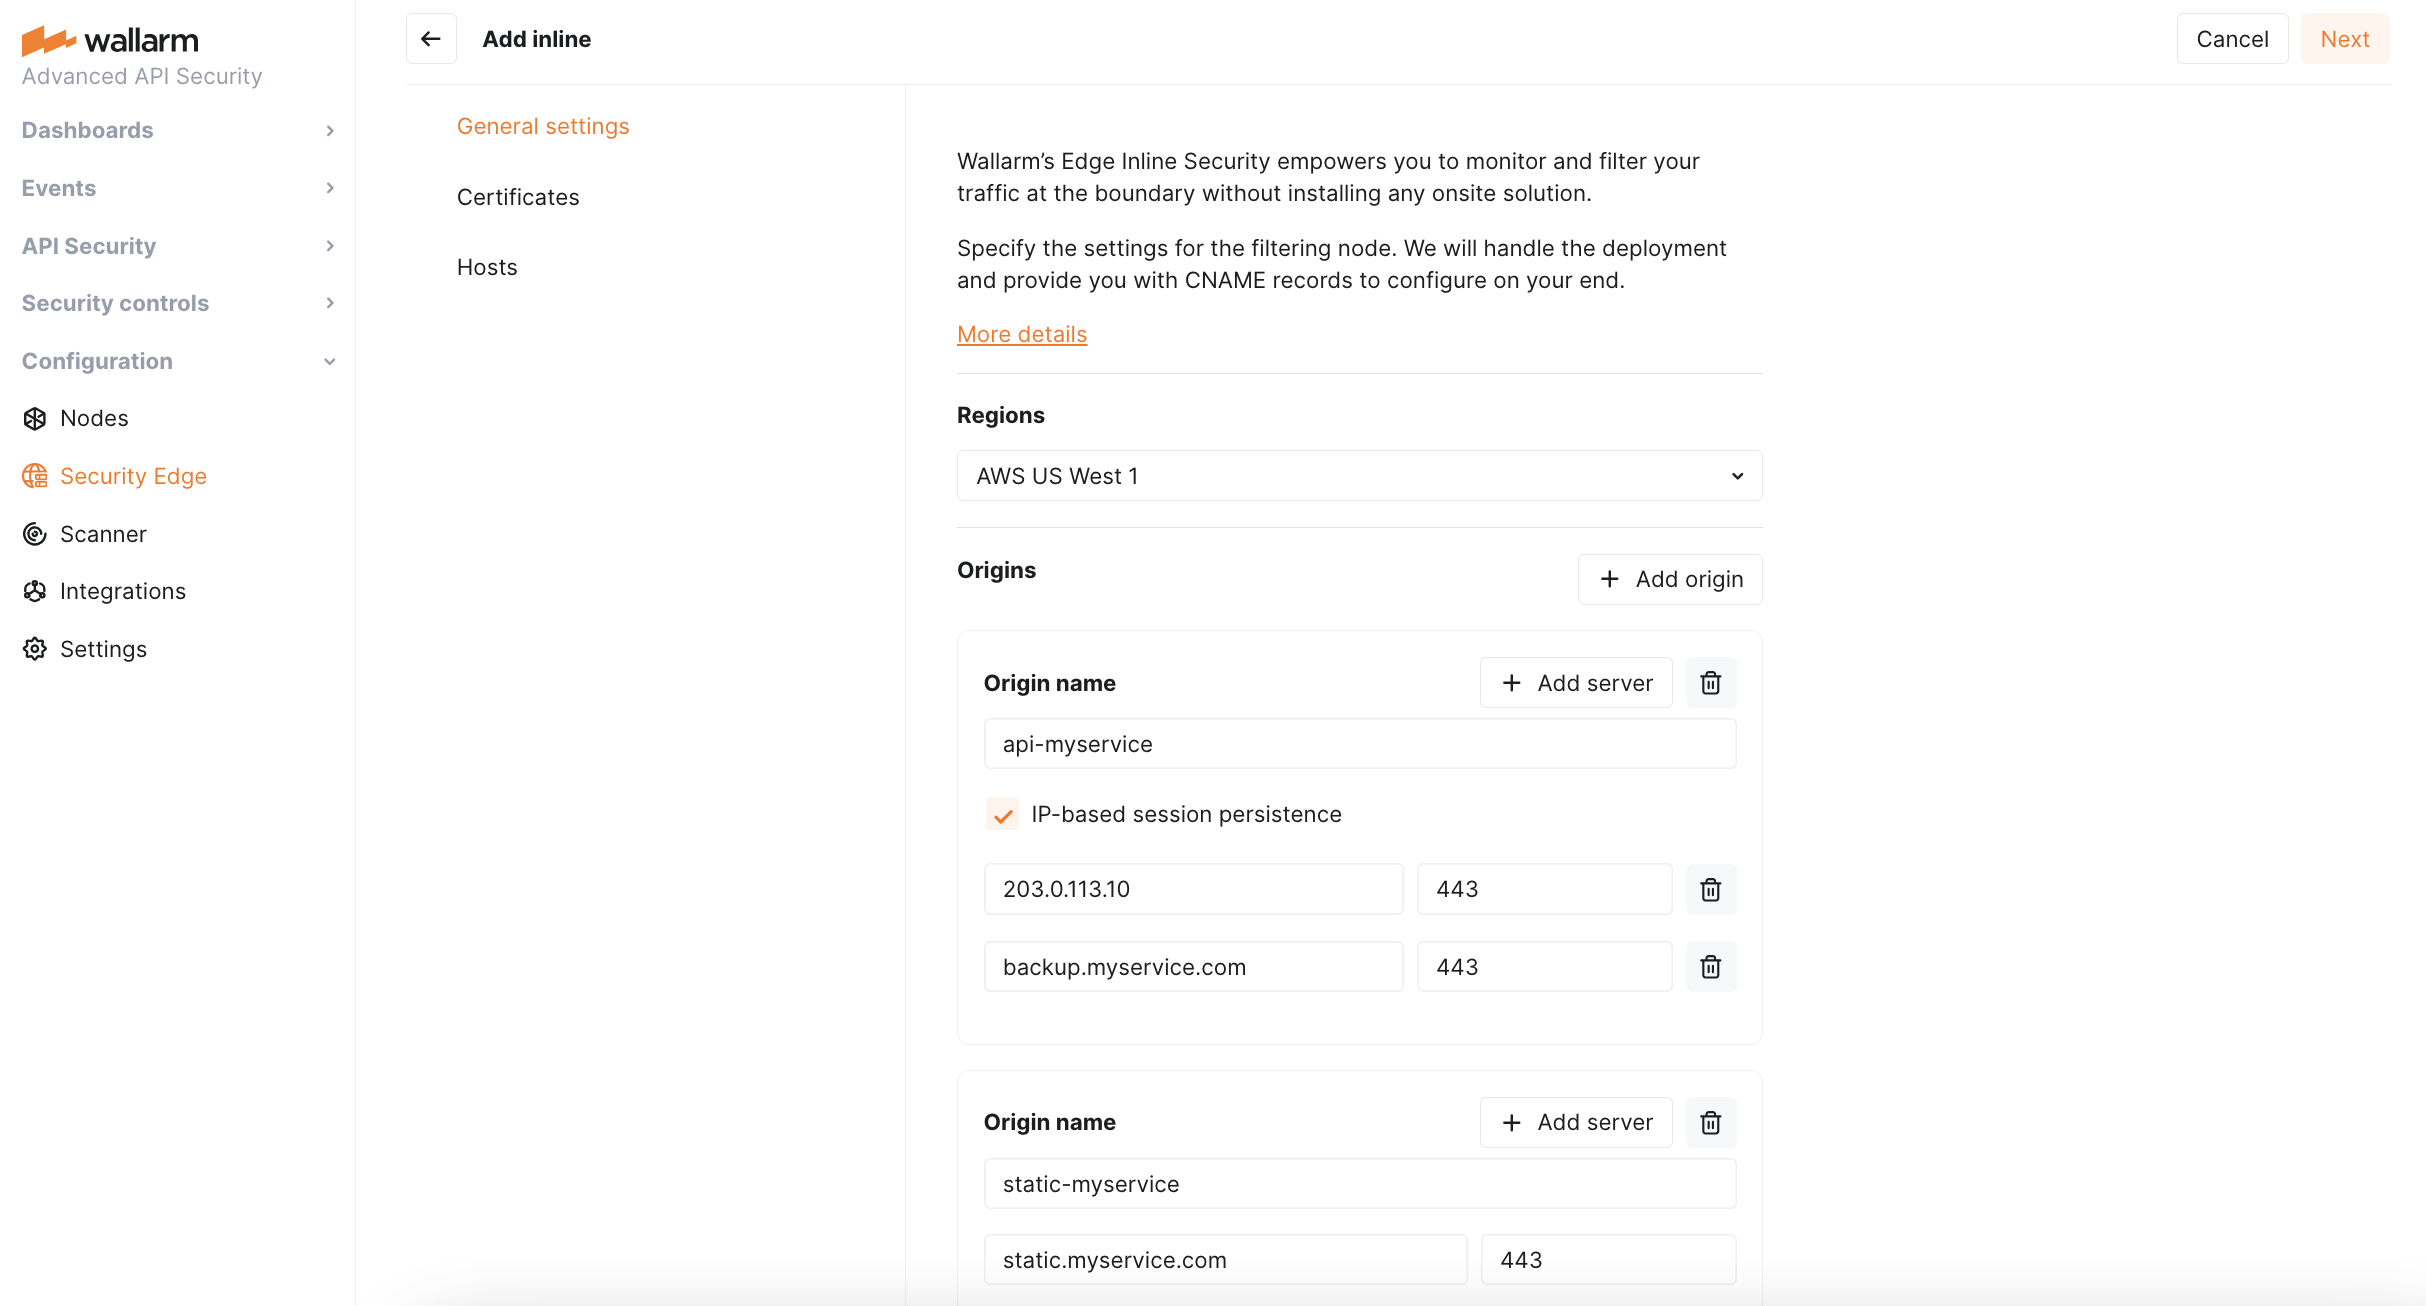 wallarm
Advanced API Security
Dashboards
Events
API Security
Security controls
Configuration
Nodes
Security Edge
Scanner
Integrations
Settings
Add inline
Cancel
Next
General settings
Certificates
Hosts
Wallarm’s Edge Inline Security empowers you to monitor and filter your
traffic at the boundary without installing any onsite solution.
Specify the settings for the filtering node. We will handle the deployment
and provide you with CNAME records to configure on your end.
More details
Regions
AWS US West 1
Origins
Add origin
Origin name
Add server
api-myservice
IP-based session persistence
203.0.113.10
443
backup.myservice.com
443
Origin name
Add server
static-myservice
static.myservice.com
443